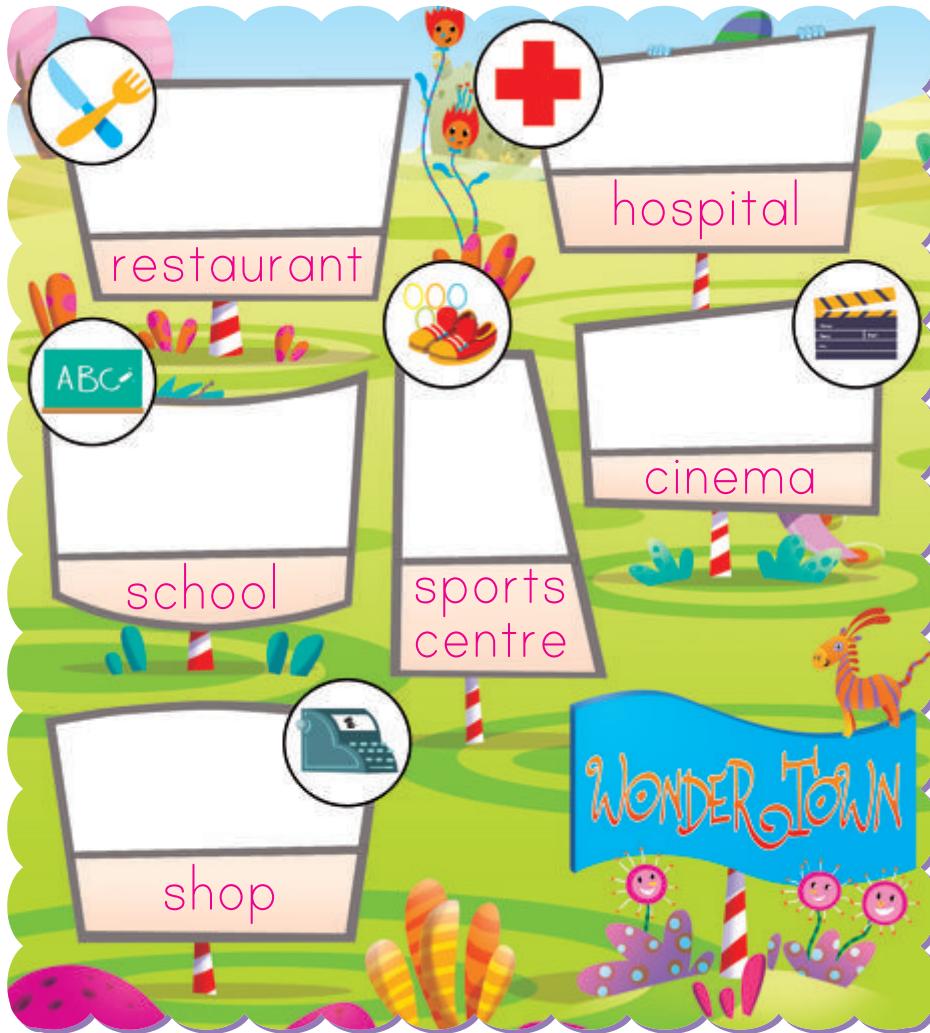 hospital
restaurant
ABC
cinema
school
sports
centre
WONDER TOWN
shop